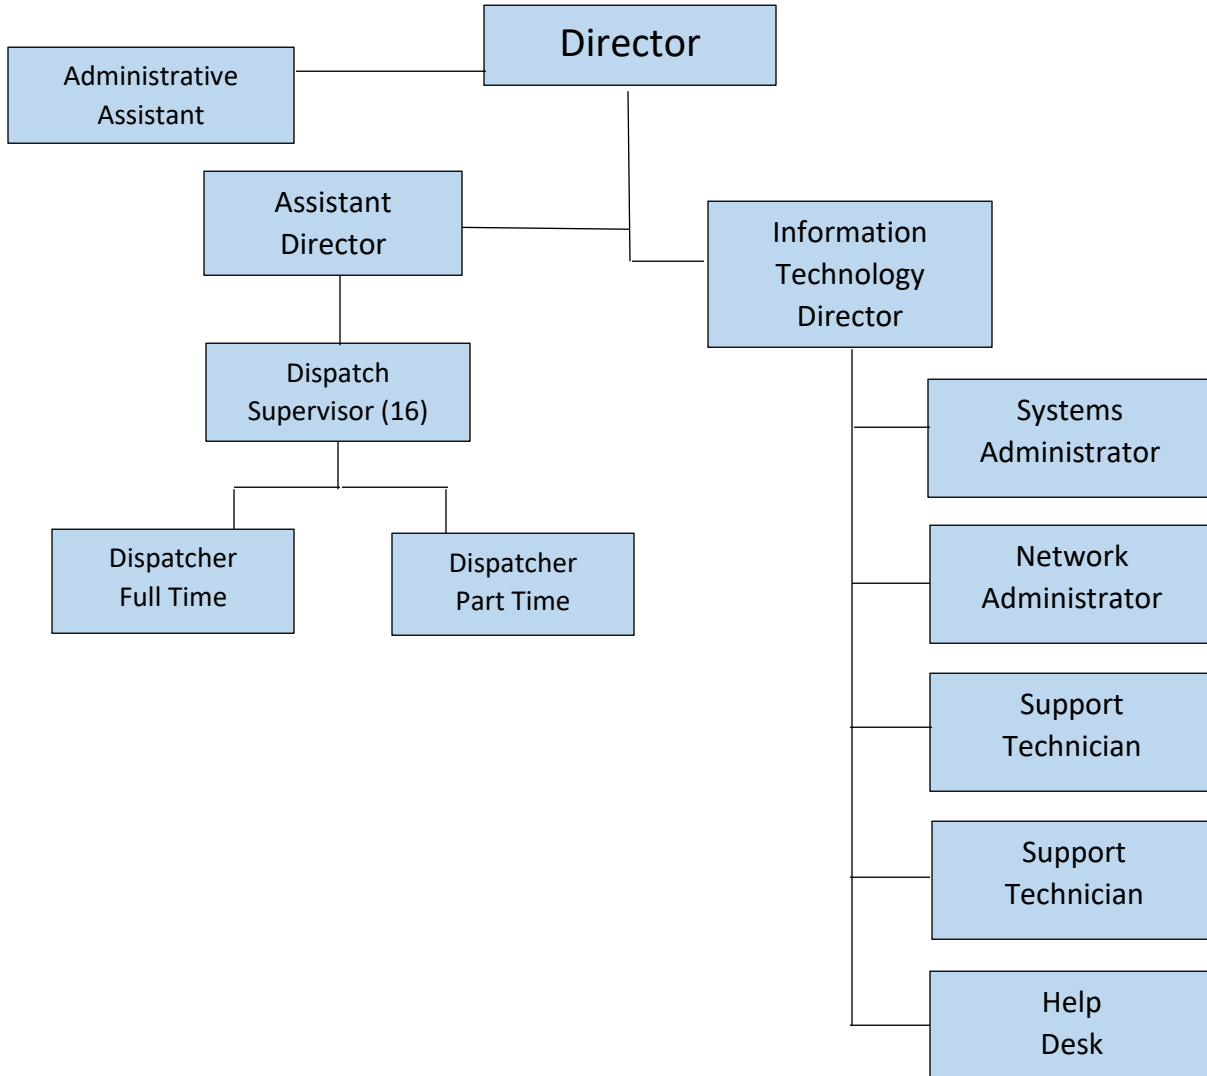 Director
Administrative
Assistant
Assistant
Director
Information
Technology
Director
Dispatch
Supervisor (16)
Dispatcher
Full Time
Dispatcher
Part Time
Systems
Administrator
Network
Administrator
Support
Technician
Support
Technician
Help
Desk